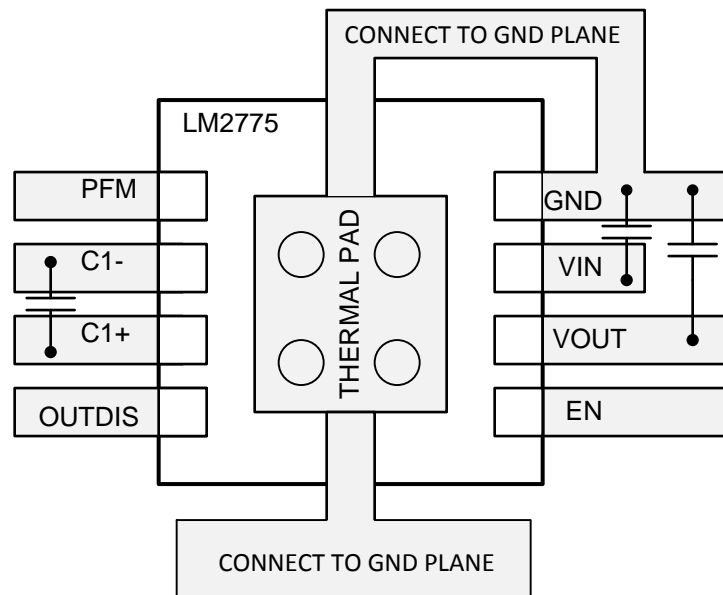 CONNECT TO GND PLANE
LM2775
PFM
C1-
C1+
OUTDIS
THERMAL PAD
GND
VIN
VOUT
EN
CONNECT TO GND PLANE